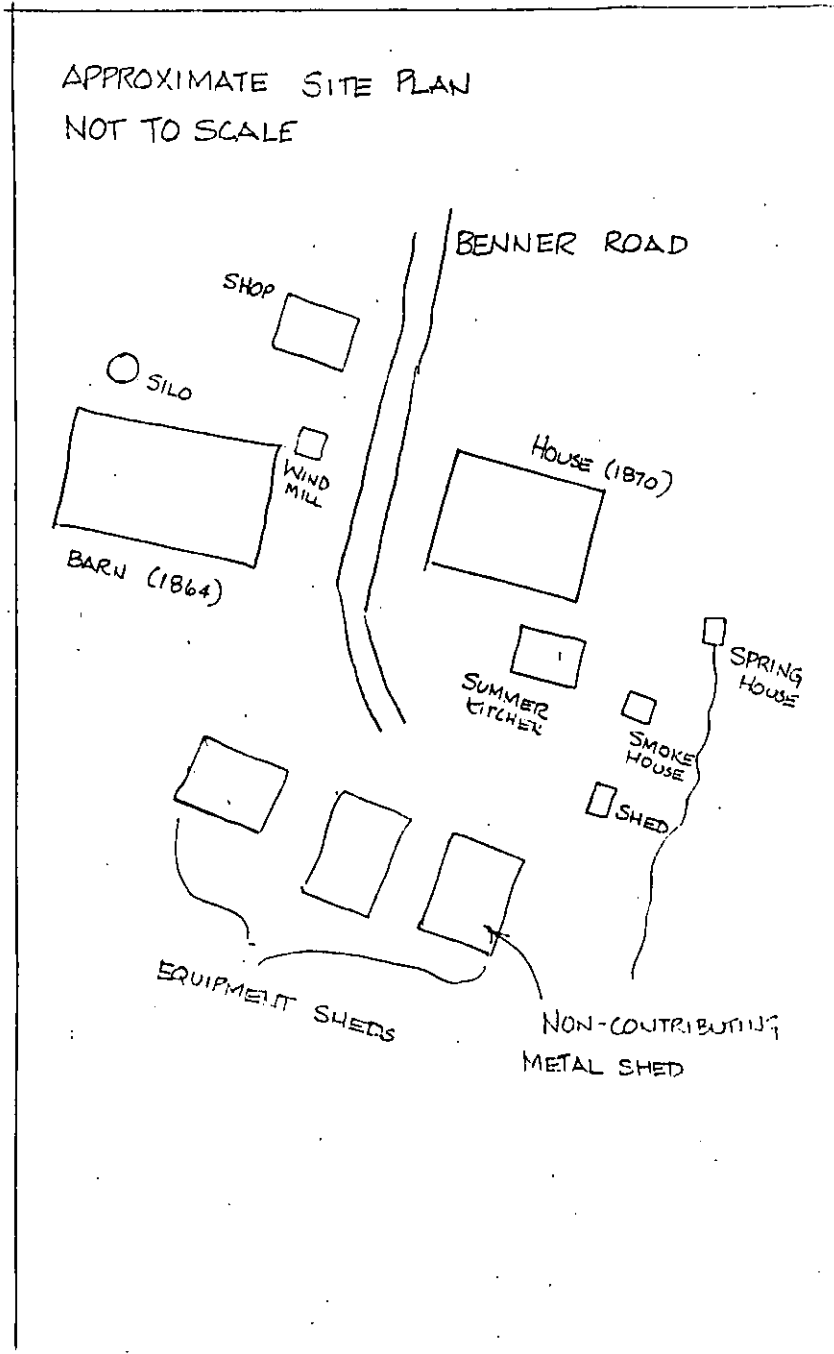 APPROXIMATE SITE PLAN
NOT TO SCALE
BENNER ROAD
SHOP
SILO
WIND
MILL
HOUSE (1870)
BARN (1864)
SPRING
HOUSE
SUMMER
KITCHEN
SMOKE
HOUSE
SHED
EQUIPMENT SHEDS
NON-CONTRIBUTING
METAL SHED